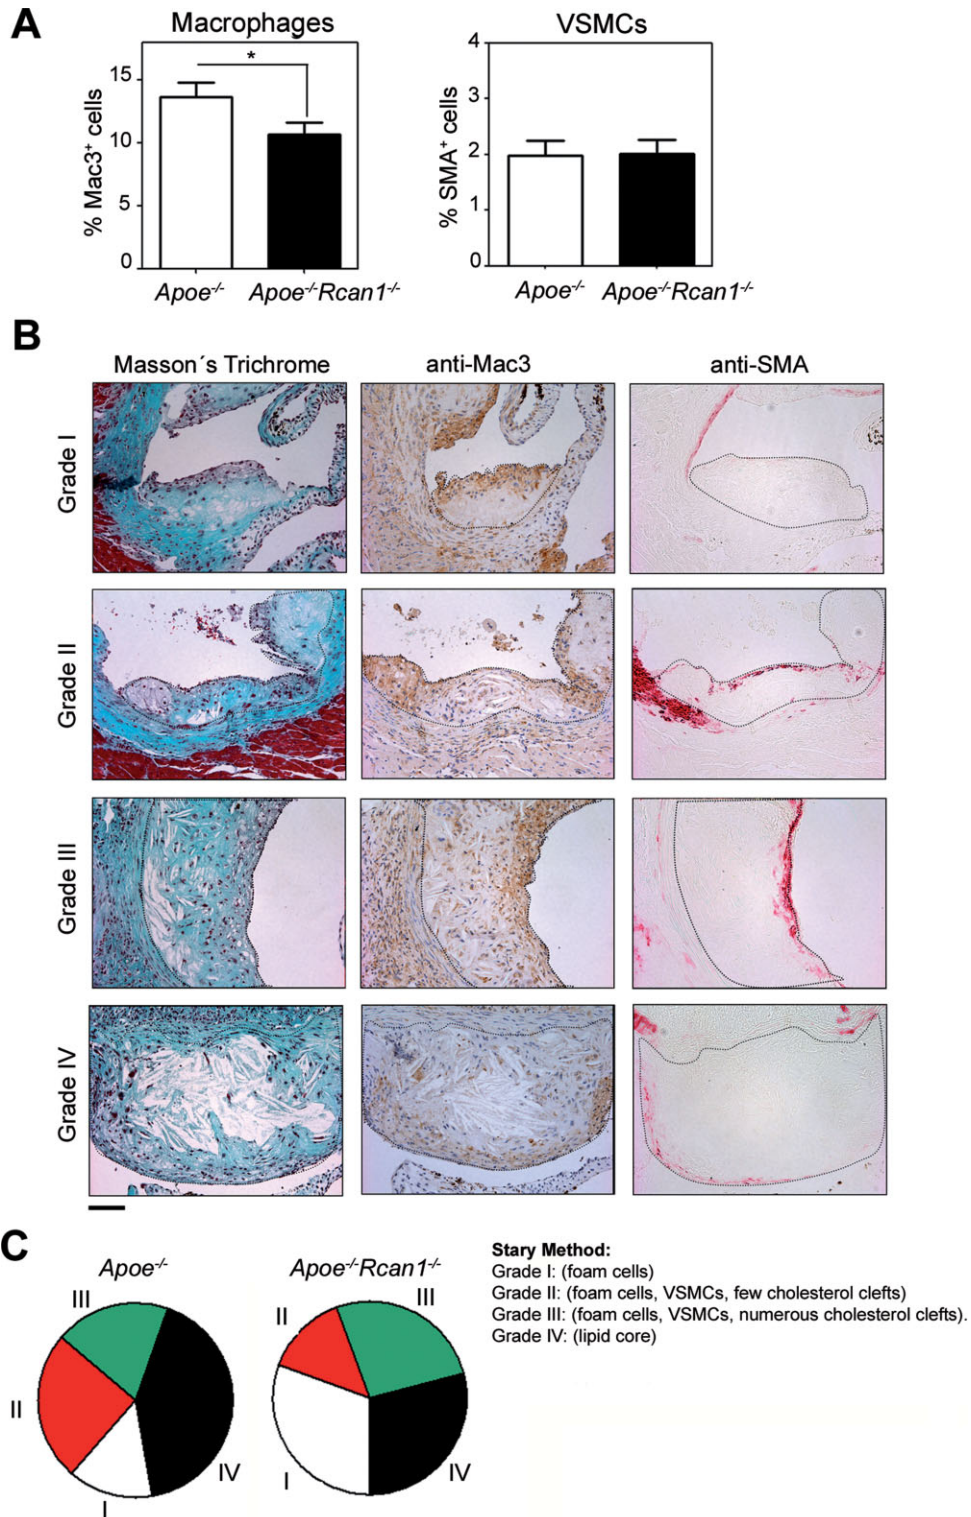 A
Macrophages
VSMCs
*
% Mac3⁺ cells
15
10
5
0
Apoe⁻/⁻
Apoe⁻/⁻Rcan1⁻/⁻
% SMA⁺ cells
4
3
2
1
0
Apoe⁻/⁻
Apoe⁻/⁻Rcan1⁻/⁻
B
Masson´s Trichrome
anti-Mac3
anti-SMA
Grade I
Grade II
Grade III
Grade IV
C
Apoe⁻/⁻
III
II
I
IV
Apoe⁻/⁻Rcan1⁻/⁻
II
III
I
IV
Stary Method:
Grade I: (foam cells)
Grade II: (foam cells, VSMCs, few cholesterol clefts)
Grade III: (foam cells, VSMCs, numerous cholesterol clefts).
Grade IV: (lipid core)